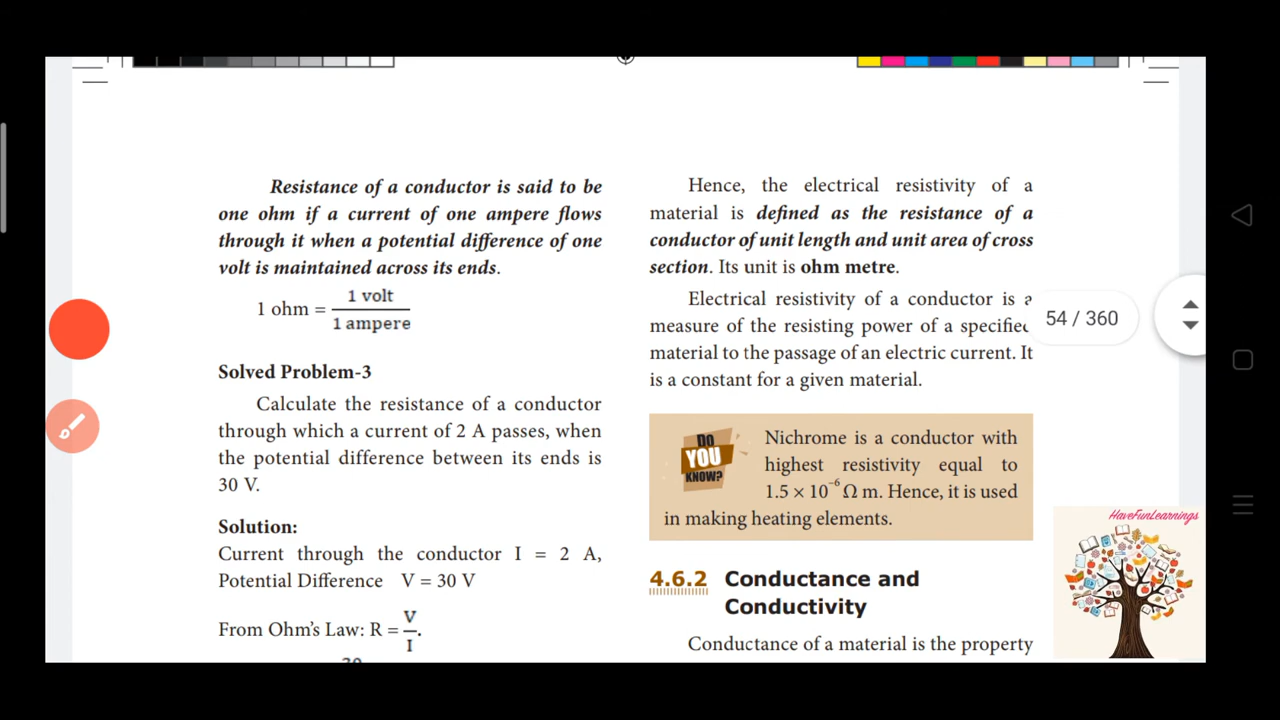 Resistance of a conductor is said to be
one ohm if a current of one ampere flows
through it when a potential difference of one
volt is maintained across its ends.
1 ohm = 1 volt
1 ampere
Solved Problem-3
Calculate the resistance of a conductor
through which a current of 2 A passes, when
the potential difference between its ends is
30 V.
Solution:
Current through the conductor I = 2 A,
Potential Difference V = 30 V
From Ohm's Law: R = V
I.
Hence, the electrical resistivity of a
material is defined as the resistance of a
conductor of unit length and unit area of cross
section. Its unit is ohm metre.
Electrical resistivity of a conductor is a
measure of the resisting power of a specified
material to the passage of an electric current. It
is a constant for a given material.
54 / 360
DO
YOU
KNOW?
Nichrome is a conductor with
highest resistivity equal to
1.5 × 10⁻⁶ Ω m. Hence, it is used
in making heating elements.
4.6.2 Conductance and
Conductivity
Conductance of a material is the property
HaveFunLearnings